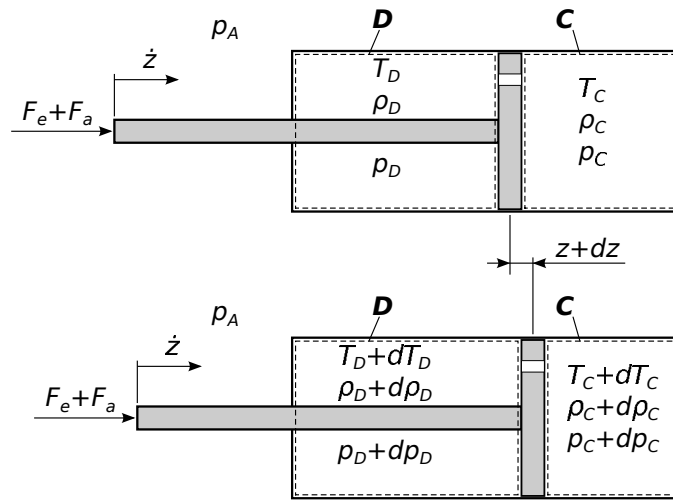 p_A
D
C
ż
T_D
ρ_D
T_C
ρ_C
p_C
F_e+F_a
p_D
z+dz
p_A
D
C
ż
T_D+dT_D
ρ_D+dρ_D
T_C+dT_C
ρ_C+dρ_C
p_C+dp_C
F_e+F_a
p_D+dp_D